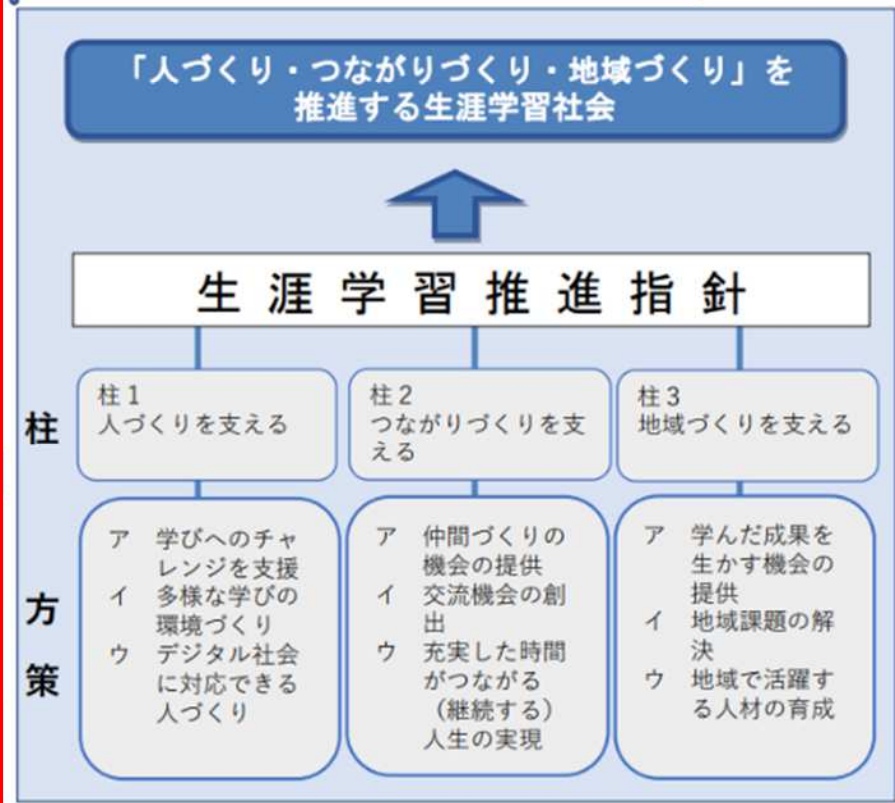 「人づくり・つながりづくり・地域づくり」を
推進する生涯学習社会
生涯学習推進指針
柱
柱1
人づくりを支える
柱2
つながりづくりを支
える
柱3
地域づくりを支える
方
策
ア 学びへのチャ
レンジを支援
イ 多様な学びの
環境づくり
ウ デジタル社会
に対応できる
人づくり
ア 仲間づくりの
機会の提供
イ 交流機会の創
出
ウ 充実した時間
がつながる
（継続する）
人生の実現
ア 学んだ成果を
生かす機会の
提供
イ 地域課題の解
決
ウ 地域で活躍す
る人材の育成